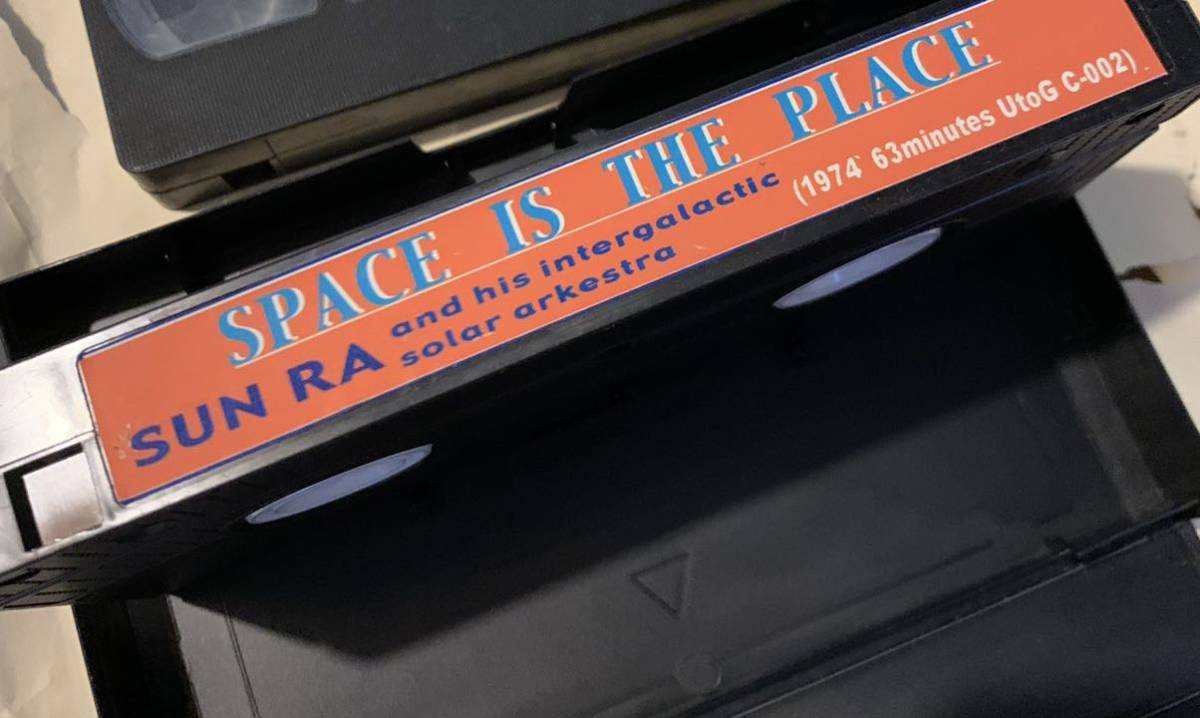 SPACE IS THE PLACE
SUN RA and his intergalactic
solar arkestra
(1974 63minutes UtoG C-002)